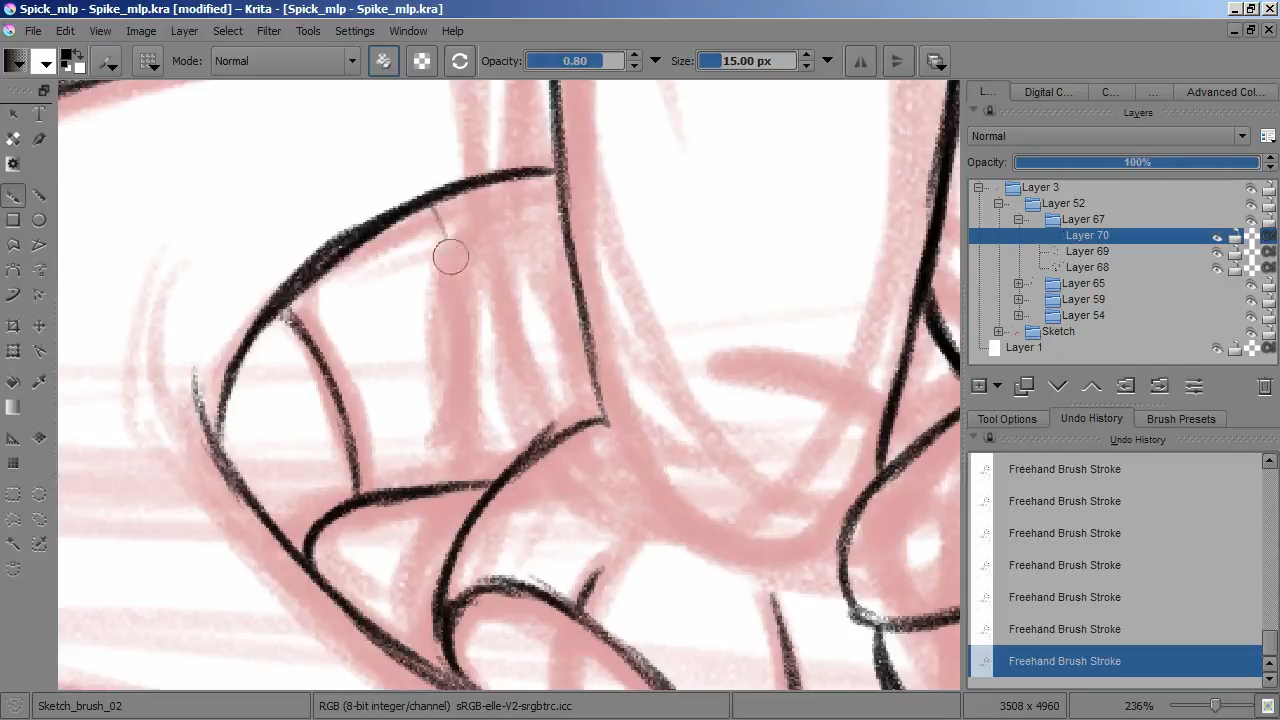 Spick_mlp - Spike_mlp.kra [modified] – Krita - [Spick_mlp - Spike_mlp.kra]
File Edit View Image Layer Select Filter Tools Settings Window Help
Mode: Normal Opacity: 0.80 Size: 15.00 px
L... Digital C... C... ... Advanced Col...
Layers
Normal
Opacity: 100%
Layer 3
Layer 52
Layer 67
Layer 70
Layer 69
Layer 68
Layer 65
Layer 59
Layer 54
Sketch
Layer 1
Tool Options Undo History Brush Presets
Undo History
Freehand Brush Stroke
Freehand Brush Stroke
Freehand Brush Stroke
Freehand Brush Stroke
Freehand Brush Stroke
Freehand Brush Stroke
Freehand Brush Stroke
Sketch_brush_02 RGB (8-bit integer/channel) sRGB-elle-V2-srgbtrc.icc 3508 x 4960 236%